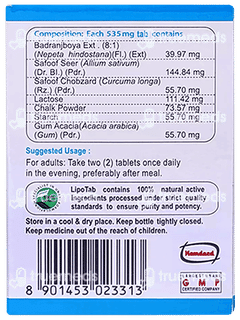 Composition: Each 535mg tab contains
Badranjboya Ext . (8:1)
(Nepeta hindostana)(Fl.) (Ext) 39.97 mg
Safoof Seer (Allium sativum)
(Dr. Bl.) (Pdr.) 144.84 mg
Safoof Chobzard (Curcuma longa)
(Rz.) (Pdr.) 55.70 mg
Lactose 111.42 mg
Chalk Powder 73.57 mg
Starch 55.70 mg
Gum Acacia(Acacia arabica)
(Gum) (Pdr.) 55.70 mg
Suggested Usage :
For adults: Take two (2) tablets once daily
in the evening, preferably after meal.
LipoTab contains 100% natural active
ingredients processed under strict quality
standards to ensure purity and potency.
Store in a cool & dry place. Keep bottle tightly closed.
Keep medicine out of the reach of children.
Hamdard
GMP
CERTIFIED COMPANY
8 901453 023313
truemeds